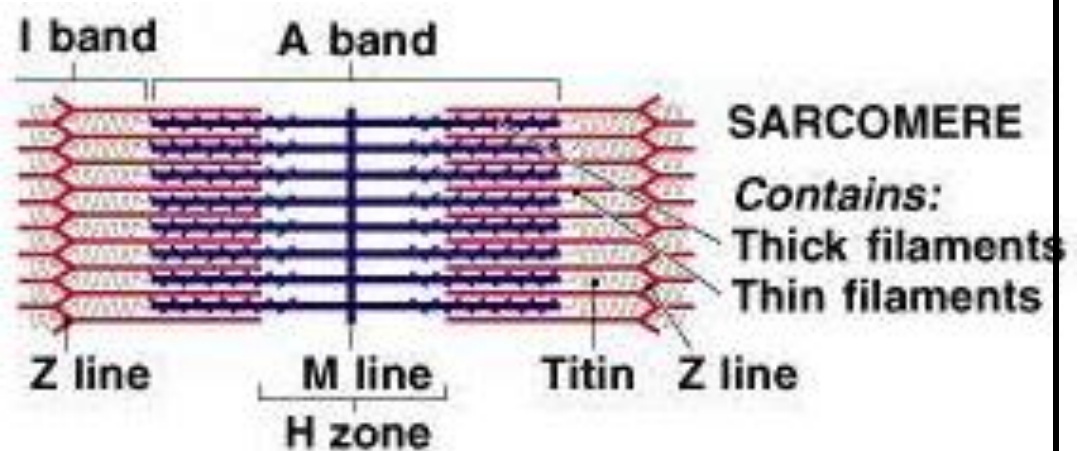 I band
A band
SARCOMERE
Contains:
Thick filaments
Thin filaments
Z line
M line
Titin
Z line
H zone